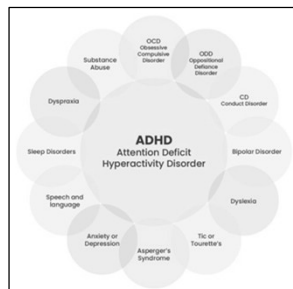 OCD
Obsessive
Compulsive
Disorder
ODD
Oppositional
Defiance
Disorder
CD
Conduct Disorder
Bipolar Disorder
Dyslexia
Tic or
Tourette's
Asperger's
Syndrome
Anxiety or
Depression
Speech and
language
Sleep Disorders
Dyspraxia
Substance
Abuse
ADHD
Attention Deficit
Hyperactivity Disorder